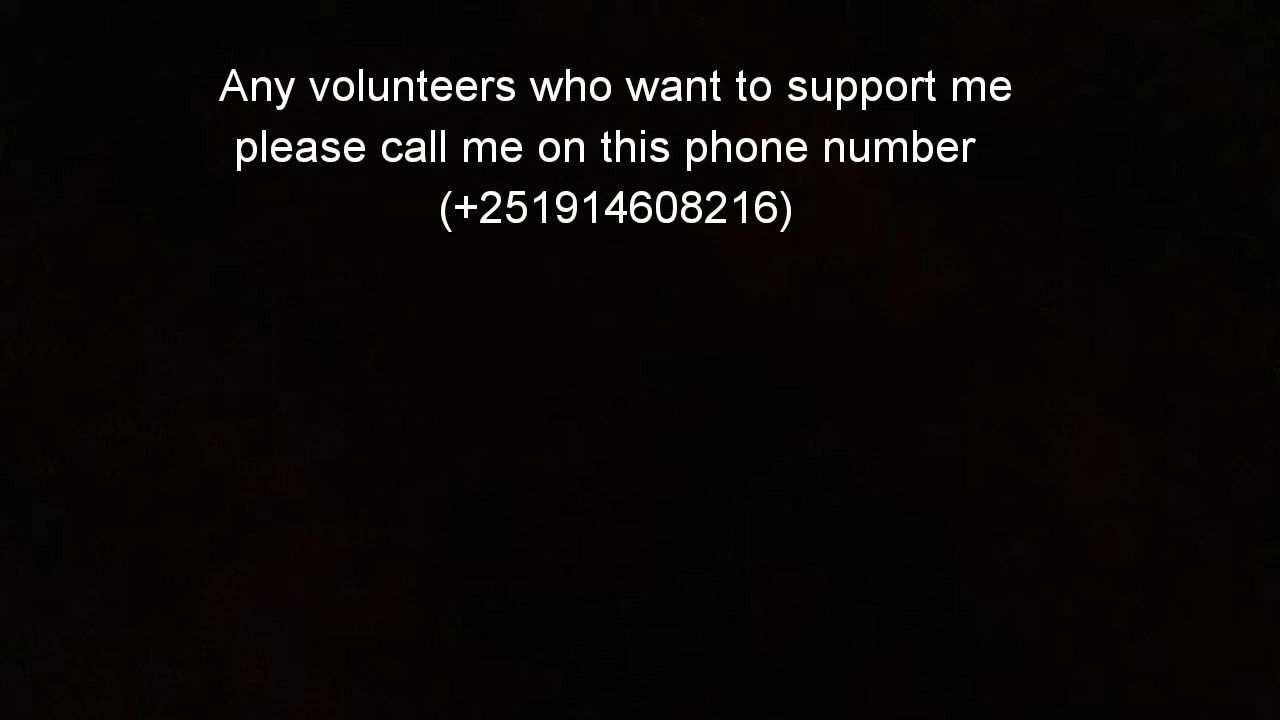 Any volunteers who want to support me
please call me on this phone number
(+251914608216)